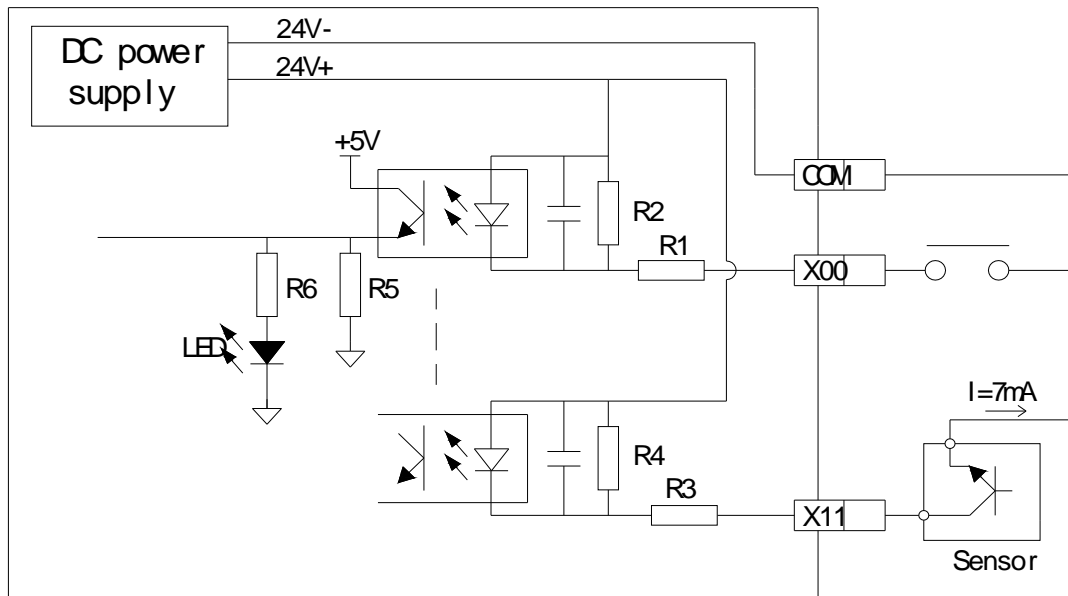 DC power
supply
24V-
24V+
+5V
COM
R2
R1
X00
R6
R5
LED
I=7mA
R4
R3
X11
Sensor